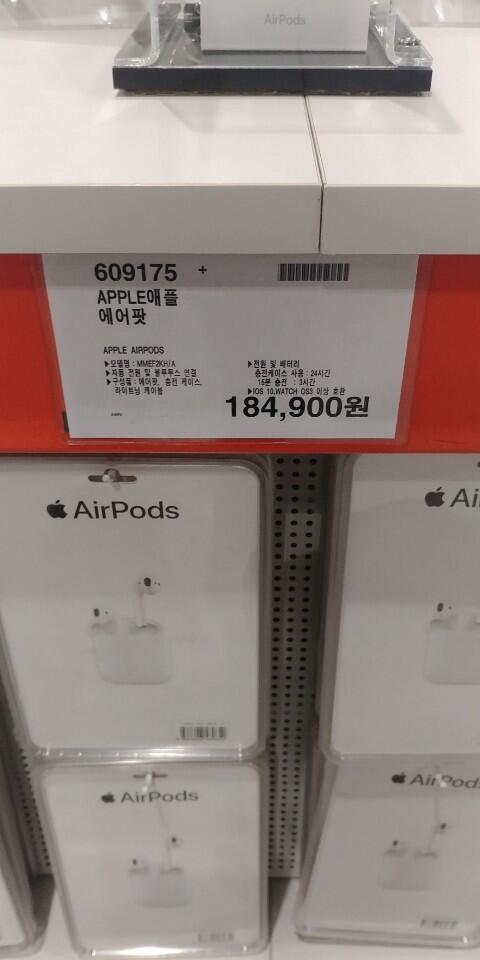 AirPods
609175 +
APPLE애플
에어팟
APPLE AIRPODS
▶모델명 : MMEF2KH/A
▶자동 전원 및 블루투스 연결
▶구성품 : 에어팟, 충전 케이스,
라이트닝 케이블
▶전원 및 배터리
충전케이스 사용 : 24시간
15분 충전 : 3시간
▶IOS 10,WATCH OS3 이상 호환
184,900원
AirPods
Ai
AirPods
AirPods